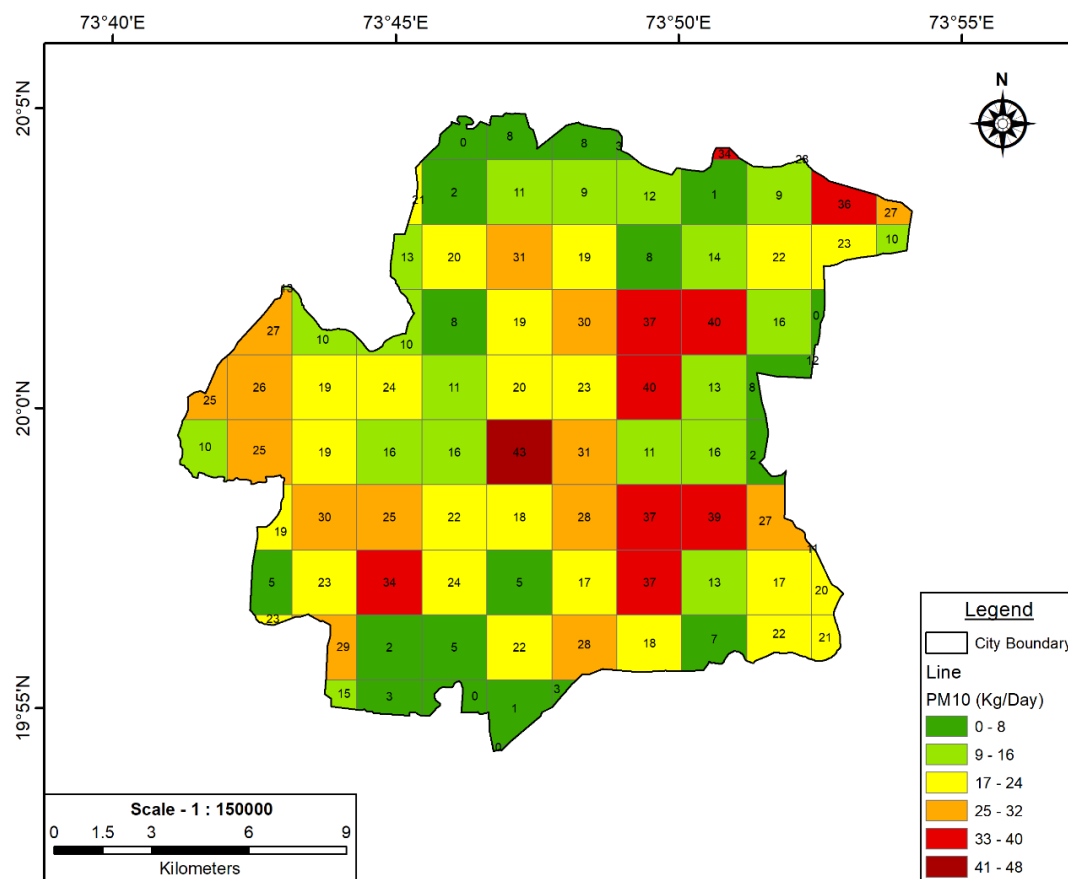 73°40'E 73°45'E 73°50'E 73°55'E
20°5'N
N
0 8 8 3 34 23
21 2 11 9 12 1 9 36 27
13 20 31 19 8 14 22 23 10
13 27 10 10 8 19 30 37 40 16 0
25 26 19 24 11 20 23 40 13 8 12
20°0'N
10 25 19 16 16 43 31 11 16 2
19 30 25 22 18 28 37 39 27 11
5 23 34 24 5 17 37 13 17 20
23 29 2 5 22 28 18 7 22 21
15 3 0 1 3
19°55'N
0
Legend
City Boundary
Line
PM10 (Kg/Day)
0 - 8
9 - 16
17 - 24
25 - 32
33 - 40
41 - 48
Scale - 1 : 150000
0 1.5 3 6 9
Kilometers